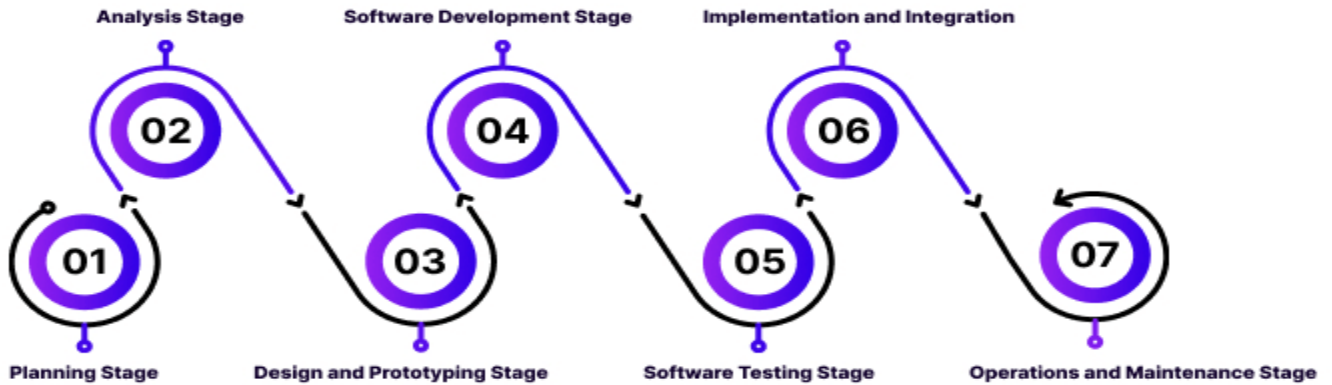 Analysis Stage
Software Development Stage
Implementation and Integration
02
04
06
01
03
05
07
Planning Stage
Design and Prototyping Stage
Software Testing Stage
Operations and Maintenance Stage